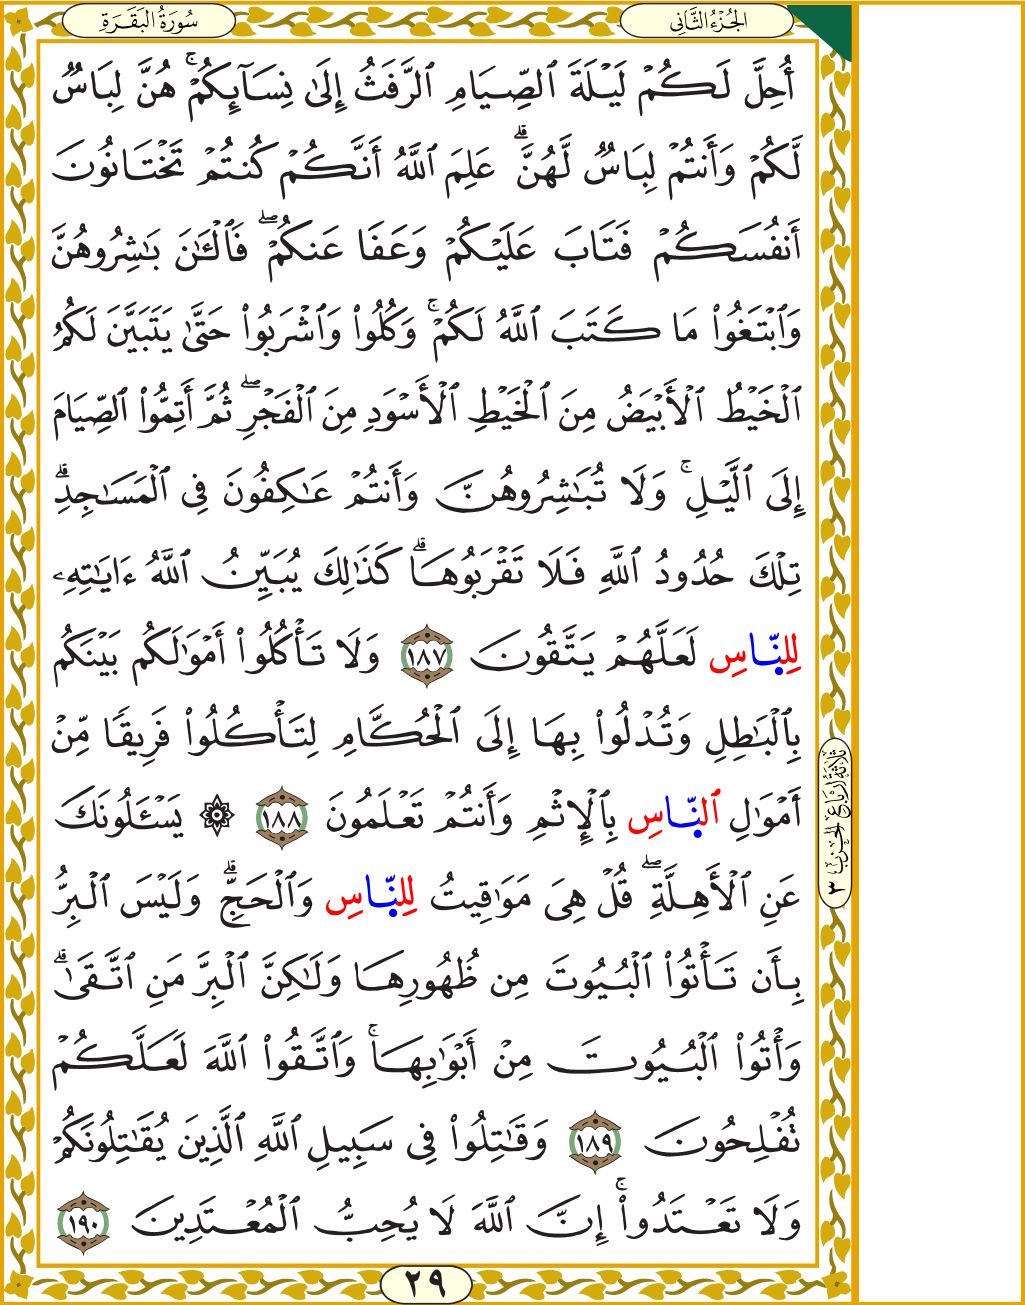 الجُزْءُ الثَّانِي
سُورَةُ البَقَرَةِ
أُحِلَّ لَكُمۡ لَيۡلَةَ ٱلصِّيَامِ ٱلرَّفَثُ إِلَىٰ نِسَآئِكُمۡۚ هُنَّ لِبَاسٞ
لَّكُمۡ وَأَنتُمۡ لِبَاسٞ لَّهُنَّۗ عَلِمَ ٱللَّهُ أَنَّكُمۡ كُنتُمۡ تَخۡتَانُونَ
أَنفُسَكُمۡ فَتَابَ عَلَيۡكُمۡ وَعَفَا عَنكُمۡۖ فَٱلۡـَٰٔنَ بَٰشِرُوهُنَّ
وَٱبۡتَغُواْ مَا كَتَبَ ٱللَّهُ لَكُمۡۚ وَكُلُواْ وَٱشۡرَبُواْ حَتَّىٰ يَتَبَيَّنَ لَكُمُ
ٱلۡخَيۡطُ ٱلۡأَبۡيَضُ مِنَ ٱلۡخَيۡطِ ٱلۡأَسۡوَدِ مِنَ ٱلۡفَجۡرِۖ ثُمَّ أَتِمُّواْ ٱلصِّيَامَ
إِلَى ٱلَّيۡلِۚ وَلَا تُبَٰشِرُوهُنَّ وَأَنتُمۡ عَٰكِفُونَ فِي ٱلۡمَسَٰجِدِۗ
تِلۡكَ حُدُودُ ٱللَّهِ فَلَا تَقۡرَبُوهَاۗ كَذَٰلِكَ يُبَيِّنُ ٱللَّهُ ءَايَٰتِهِۦ
لِلنَّاسِ لَعَلَّهُمۡ يَتَّقُونَ ١٨٧ وَلَا تَأۡكُلُوٓاْ أَمۡوَٰلَكُم بَيۡنَكُم
بِٱلۡبَٰطِلِ وَتُدۡلُواْ بِهَآ إِلَى ٱلۡحُكَّامِ لِتَأۡكُلُواْ فَرِيقٗا مِّنۡ
أَمۡوَٰلِ ٱلنَّاسِ بِٱلۡإِثۡمِ وَأَنتُمۡ تَعۡلَمُونَ ١٨٨ ۞ يَسۡـَٔلُونَكَ
عَنِ ٱلۡأَهِلَّةِۖ قُلۡ هِيَ مَوَٰقِيتُ لِلنَّاسِ وَٱلۡحَجِّۗ وَلَيۡسَ ٱلۡبِرُّ
بِأَن تَأۡتُواْ ٱلۡبُيُوتَ مِن ظُهُورِهَا وَلَٰكِنَّ ٱلۡبِرَّ مَنِ ٱتَّقَىٰۗ
وَأۡتُواْ ٱلۡبُيُوتَ مِنۡ أَبۡوَٰبِهَاۚ وَٱتَّقُواْ ٱللَّهَ لَعَلَّكُمۡ
تُفۡلِحُونَ ١٨٩ وَقَٰتِلُواْ فِي سَبِيلِ ٱللَّهِ ٱلَّذِينَ يُقَٰتِلُونَكُمۡ
وَلَا تَعۡتَدُوٓاْۚ إِنَّ ٱللَّهَ لَا يُحِبُّ ٱلۡمُعۡتَدِينَ ١٩٠
ثَلَاثَةُ أَرْبَاعِ الحِزْبِ ٣
٢٩